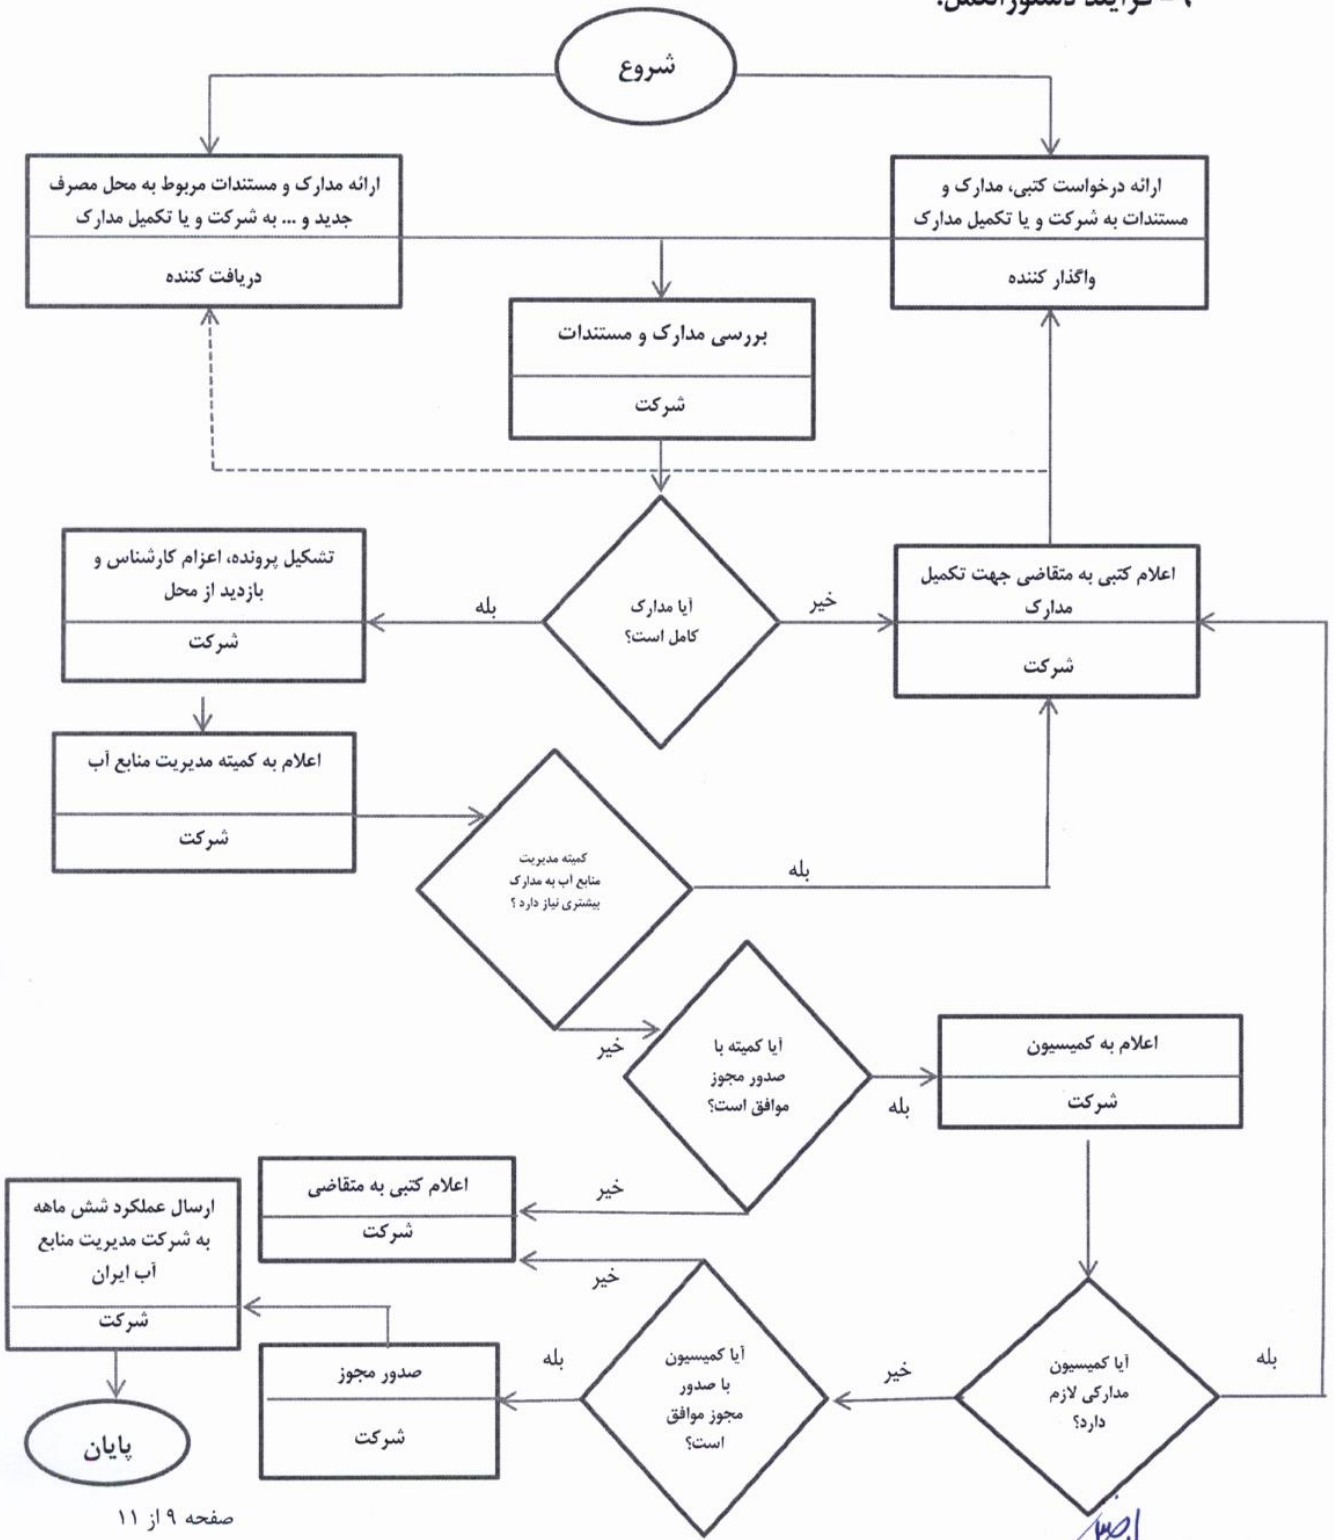 فرآیند دستورالعمل:
شروع
ارائه درخواست کتبی، مدارک و
مستندات به شرکت و یا تکمیل مدارک
واگذار کننده
ارائه مدارک و مستندات مربوط به محل مصرف
جدید و ... به شرکت و یا تکمیل مدارک
دریافت کننده
بررسی مدارک و مستندات
شرکت
آیا مدارک
کامل است؟
خیر
بله
اعلام کتبی به متقاضی جهت تکمیل
مدارک
شرکت
تشکیل پرونده، اعزام کارشناس و
بازدید از محل
شرکت
اعلام به کمیته مدیریت منابع آب
شرکت
کمیته مدیریت
منابع آب به مدارک
بیشتری نیاز دارد ؟
بله
خیر
آیا کمیته با
صدور مجوز
موافق است؟
بله
خیر
اعلام به کمیسیون
شرکت
اعلام کتبی به متقاضی
شرکت
آیا کمیسیون
مدارکی لازم
دارد؟
بله
خیر
آیا کمیسیون
با صدور
مجوز موافق
است؟
خیر
بله
صدور مجوز
شرکت
ارسال عملکرد شش ماهه
به شرکت مدیریت منابع
آب ایران
شرکت
پایان
صفحه ۹ از ۱۱